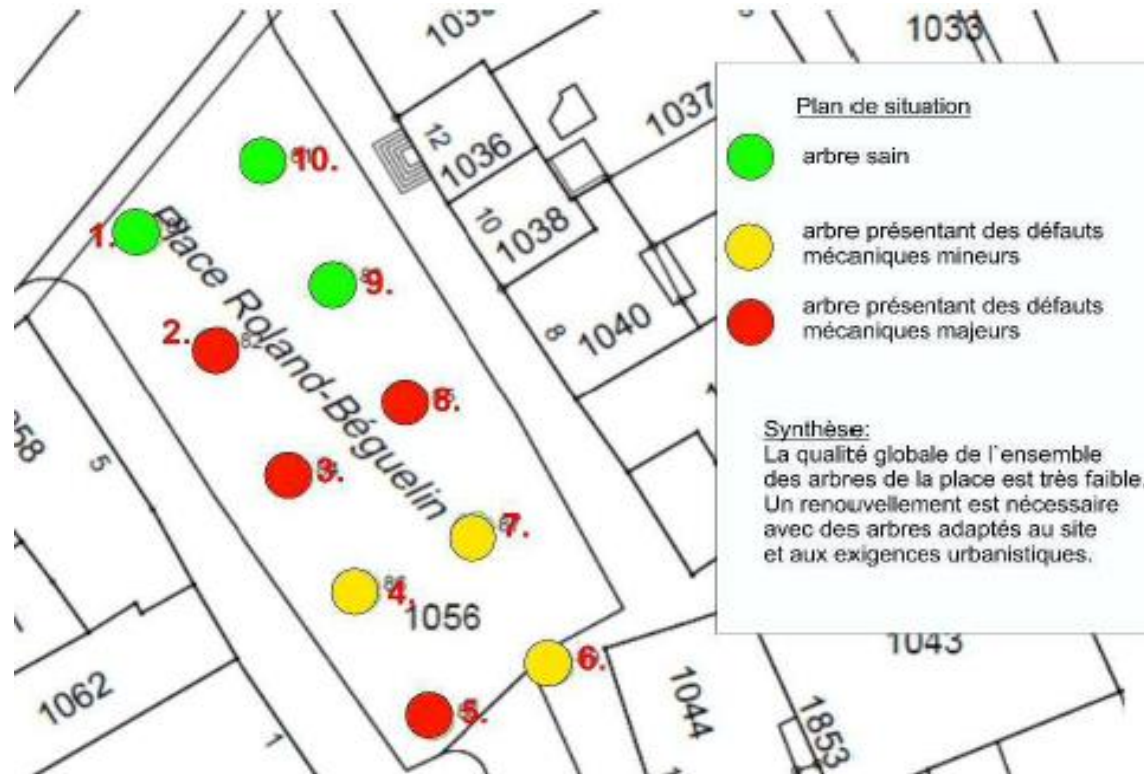 1033
1037
12
1036
10
1038
8
1040
10.
1.
9.
Place Roland-Béguelin
2.
82
8.
3.
7.
4.
86
1056
6.
5.
5
1062
1
1044
1043
1853
Plan de situation
arbre sain
arbre présentant des défauts
mécaniques mineurs
arbre présentant des défauts
mécaniques majeurs
Synthèse:
La qualité globale de l'ensemble
des arbres de la place est très faible.
Un renouvellement est nécessaire
avec des arbres adaptés au site
et aux exigences urbanistiques.